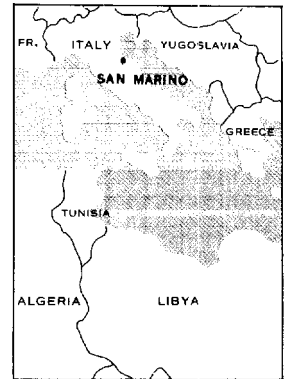 FR. ITALY YUGOSLAVIA
SAN MARINO
GREECE
TUNISIA
ALGERIA LIBYA